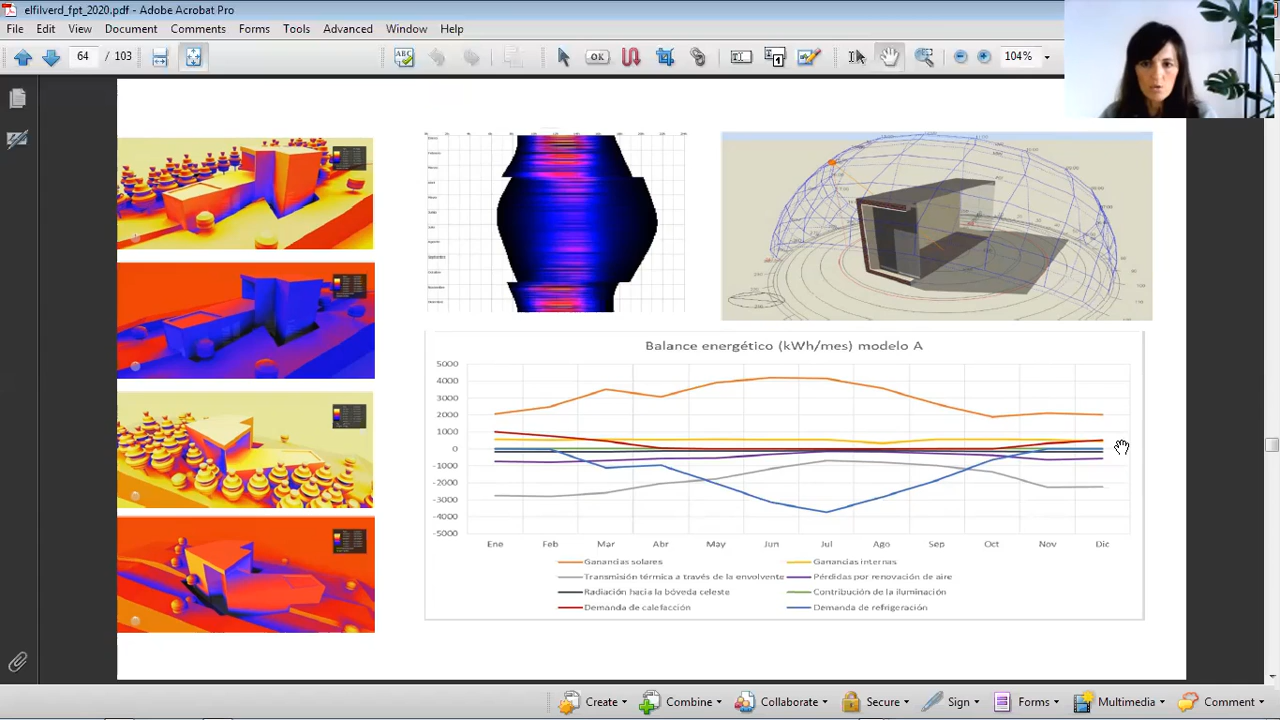 elfilverd_fpt_2020.pdf - Adobe Acrobat Pro
File Edit View Document Comments Forms Tools Advanced Window Help
64 / 103
OK
104%
Balance energético (kWh/mes) modelo A
5000
4000
3000
2000
1000
0
-1000
-2000
-3000
-4000
-5000
Ene Feb Mar Abr May Jun Jul Ago Sep Oct Nov Dic
Ganancias solares Ganancias internas
Transmisión térmica a través de la envolvente Pérdidas por renovación de aire
Radiación hacia la bóveda celeste Contribución de la iluminación
Demanda de calefacción Demanda de refrigeración
Create Combine Collaborate Secure Sign Forms Multimedia Comment